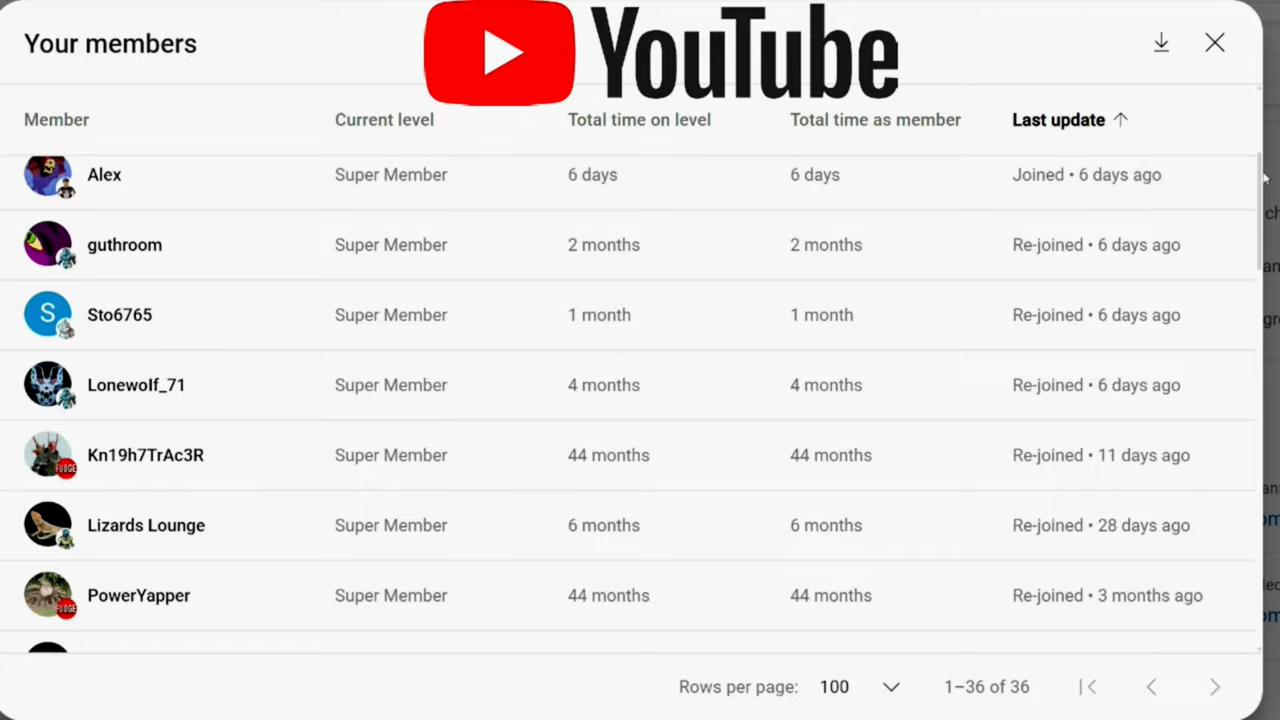 YouTube
Your members
Member Current level Total time on level Total time as member Last update
Alex Super Member 6 days 6 days Joined • 6 days ago
guthroom Super Member 2 months 2 months Re-joined • 6 days ago
S Sto6765 Super Member 1 month 1 month Re-joined • 6 days ago
Lonewolf_71 Super Member 4 months 4 months Re-joined • 6 days ago
Kn19h7TrAc3R Super Member 44 months 44 months Re-joined • 11 days ago
FUDGE
Lizards Lounge Super Member 6 months 6 months Re-joined • 28 days ago
PowerYapper Super Member 44 months 44 months Re-joined • 3 months ago
FUDGE
Rows per page: 100 1–36 of 36